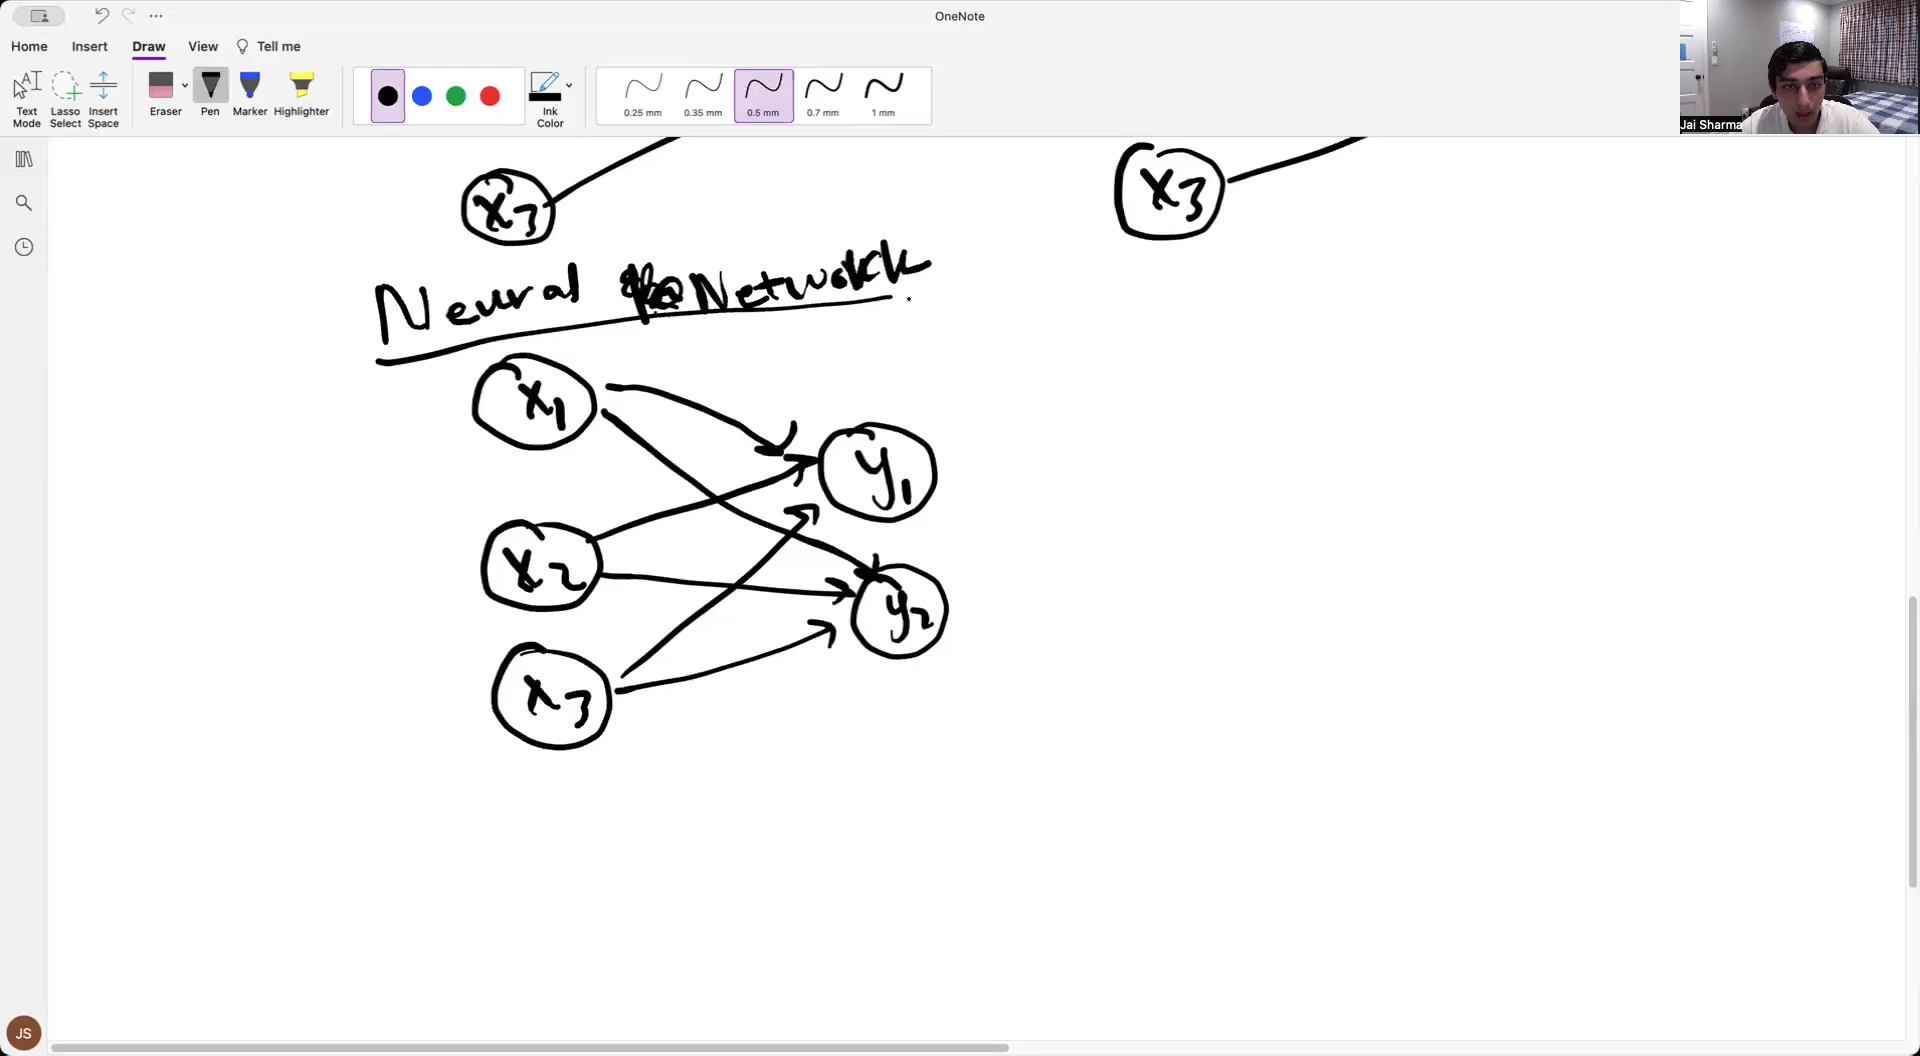 OneNote
Home Insert Draw View Tell me
Text Mode
Lasso Select
Insert Space
Eraser
Pen
Marker
Highlighter
Ink Color
0.25 mm
0.35 mm
0.5 mm
0.7 mm
1 mm
Jai Sharma
x3
x3
Neural Network
x1
y1
x2
y2
x3
JS